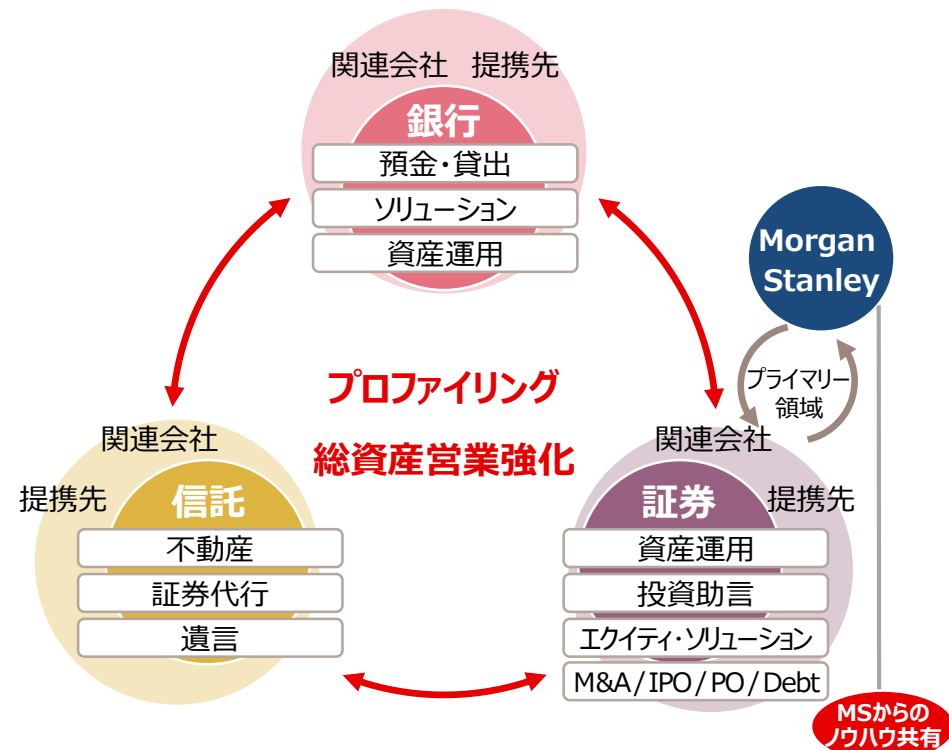 関連会社 提携先
銀行
預金・貸出
ソリューション
資産運用
Morgan
Stanley
プライマリー
領域
プロファイリング
総資産営業強化
関連会社
提携先
信託
不動産
証券代行
遺言
関連会社
提携先
証券
資産運用
投資助言
エクイティ・ソリューション
M&A/IPO/PO/Debt
MSからの
ノウハウ共有